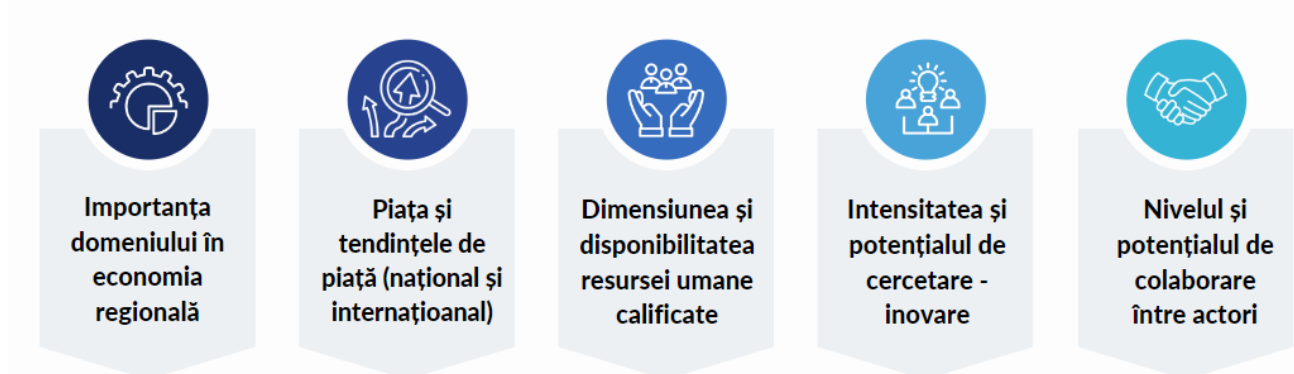 Importanța
domeniului în
economia
regională
Piața și
tendințele de
piață (național și
internațioanal)
Dimensiunea și
disponibilitatea
resursei umane
calificate
Intensitatea și
potențialul de
cercetare -
inovare
Nivelul și
potențialul de
colaborare
între actori